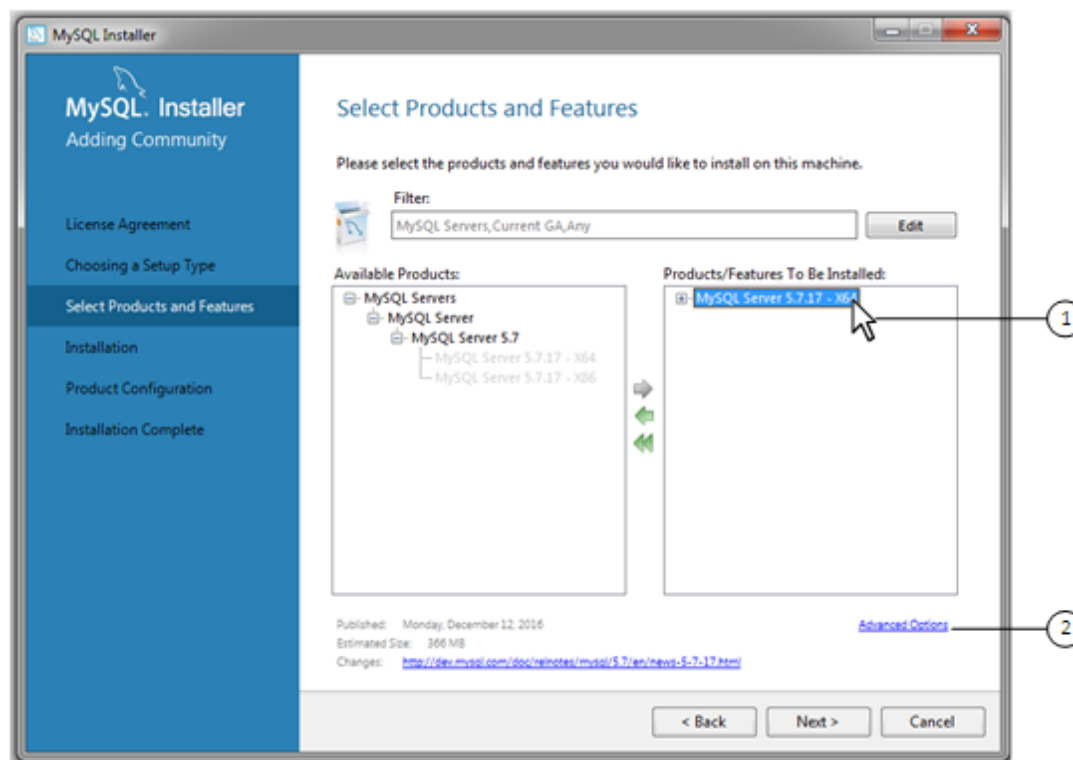 MySQL Installer
MySQL. Installer
Adding Community
License Agreement
Choosing a Setup Type
Select Products and Features
Installation
Product Configuration
Installation Complete
Select Products and Features
Please select the products and features you would like to install on this machine.
Filter:
MySQL Servers,Current GA,Any
Edit
Available Products:
MySQL Servers
MySQL Server
MySQL Server 5.7
MySQL Server 5.7.17 - X64
MySQL Server 5.7.17 - X86
Products/Features To Be Installed:
MySQL Server 5.7.17 - X64
1
Published: Monday, December 12, 2016
Estimated Size: 366 MB
Changes: http://dev.mysql.com/doc/relnotes/mysql/5.7/en/news-5-7-17.html
Advanced Options
2
< Back
Next >
Cancel